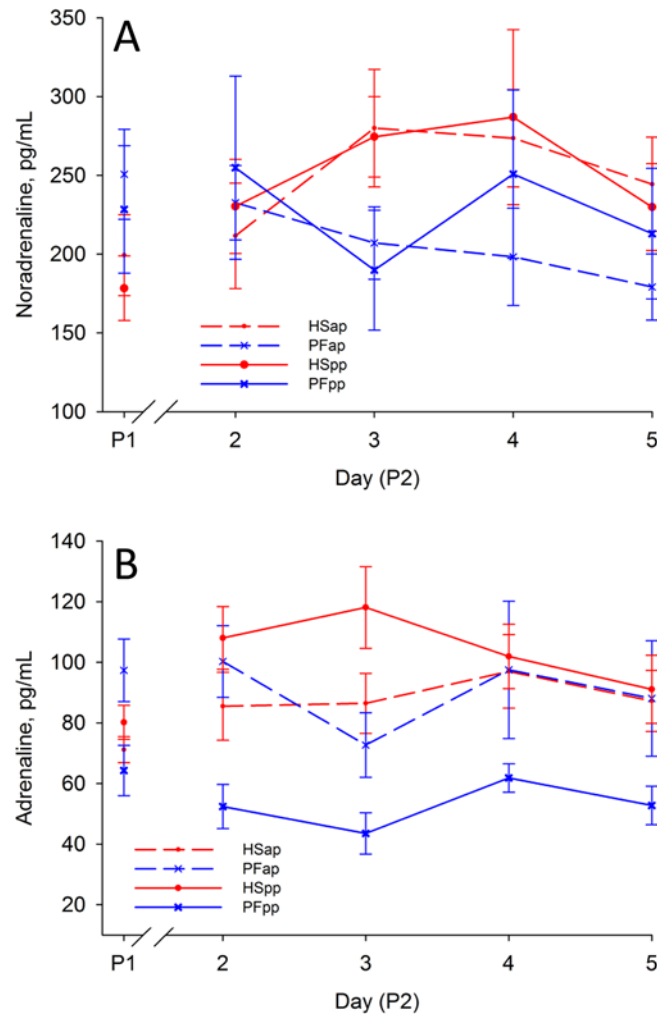 A
350
300
250
200
150
100
Noradrenaline, pg/mL
HSap
PFap
HSpp
PFpp
P1 2 3 4 5
Day (P2)
B
140
120
100
80
60
40
20
Adrenaline, pg/mL
HSap
PFap
HSpp
PFpp
P1 2 3 4 5
Day (P2)